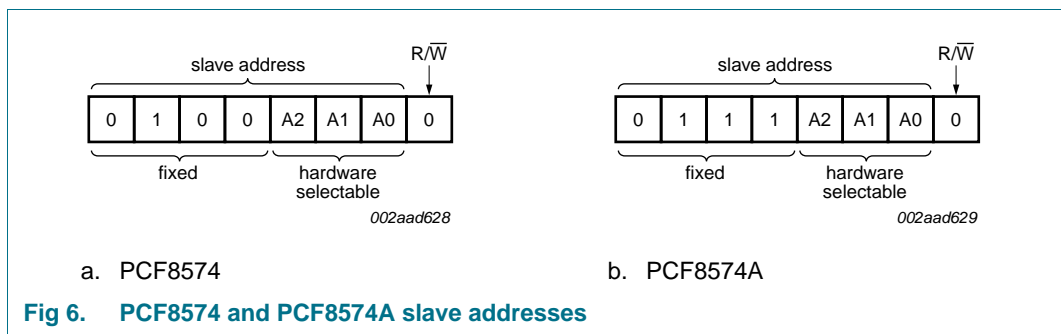 R/W̅
slave address
0 1 0 0 A2 A1 A0 0
fixed
hardware
selectable
002aad628
a. PCF8574
R/W̅
slave address
0 1 1 1 A2 A1 A0 0
fixed
hardware
selectable
002aad629
b. PCF8574A
Fig 6. PCF8574 and PCF8574A slave addresses